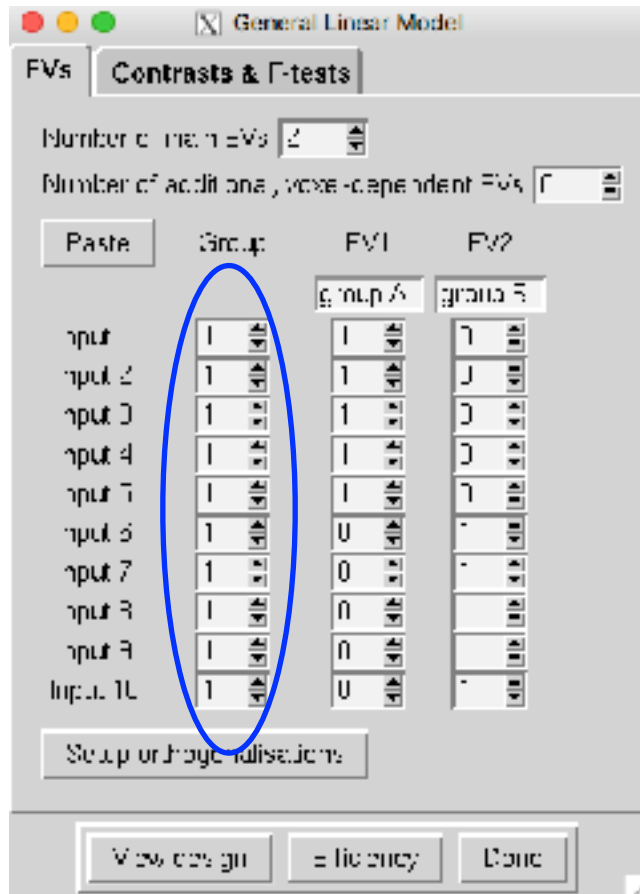 General Linear Model
EVs Contrasts & F-tests
Number of main EVs 2
Number of additional, voxel-dependent EVs 0
Paste Group EV1 EV2
group A group B
Input 1 1 0
Input 2 1 1 0
Input 3 1 1 0
Input 4 1 1 0
Input 5 1 1 0
Input 6 1 0 1
Input 7 1 0 1
Input 8 1 0
Input 9 1 0
Input 10 1 0 1
Setup orthogonalisations
View design Efficiency Done